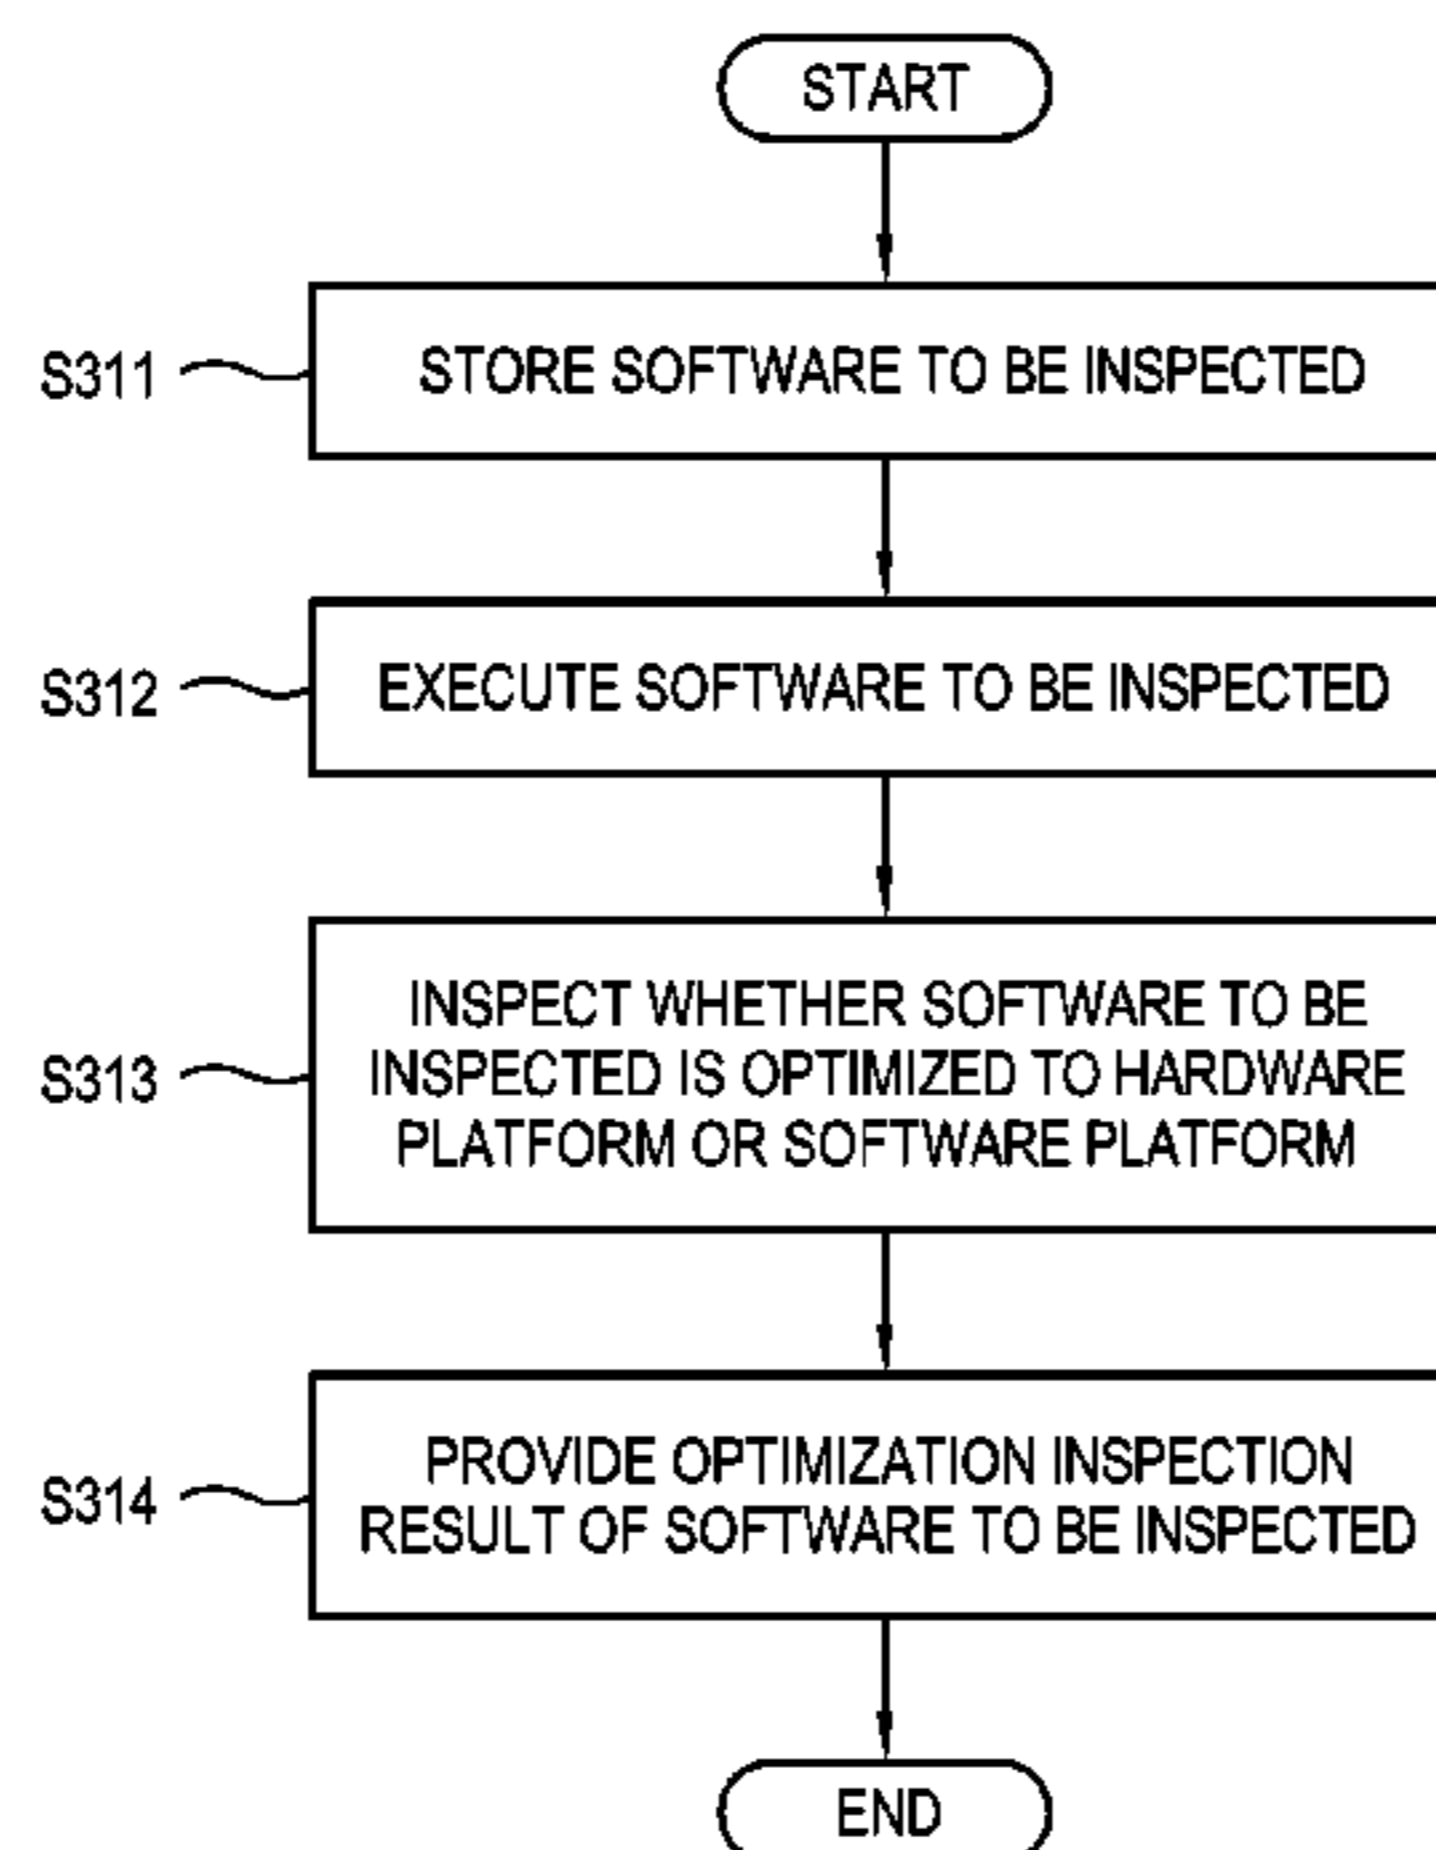 START
S311
STORE SOFTWARE TO BE INSPECTED
S312
EXECUTE SOFTWARE TO BE INSPECTED
S313
INSPECT WHETHER SOFTWARE TO BE
INSPECTED IS OPTIMIZED TO HARDWARE
PLATFORM OR SOFTWARE PLATFORM
S314
PROVIDE OPTIMIZATION INSPECTION
RESULT OF SOFTWARE TO BE INSPECTED
END